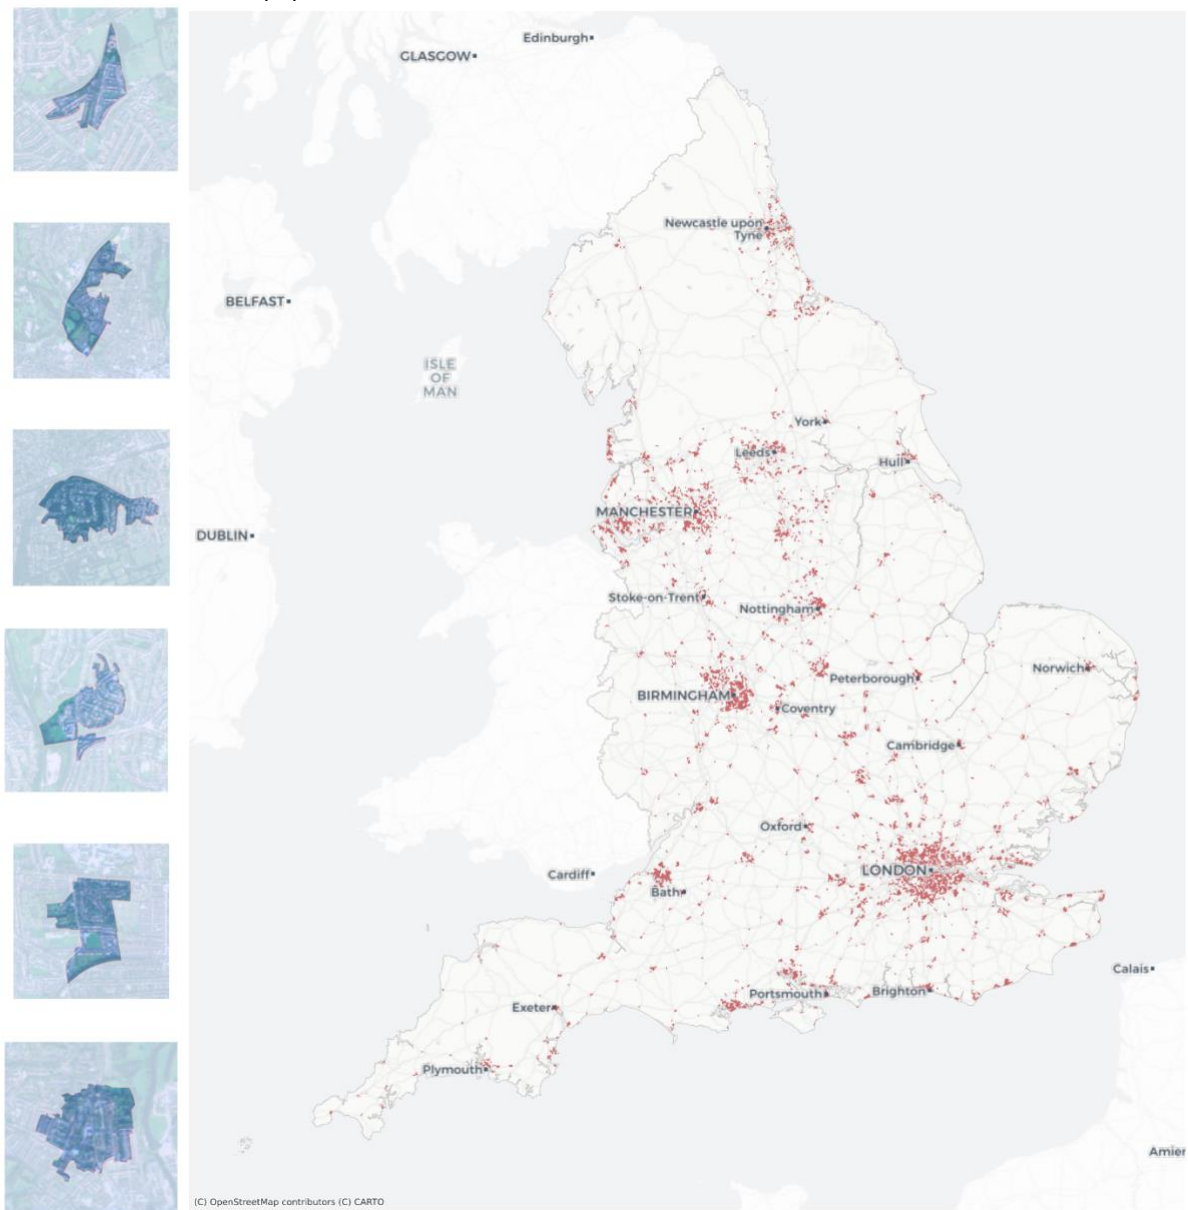 Edinburgh
GLASGOW
Newcastle upon
Tyne
BELFAST
ISLE
OF
MAN
York
Leeds
Hull
MANCHESTER
DUBLIN
Stoke-on-Trent
Nottingham
Norwich
Peterborough
BIRMINGHAM
Coventry
Cambridge
Oxford
LONDON
Cardiff
Bath
Calais
Portsmouth
Brighton
Exeter
Plymouth
Amier
(C) OpenStreetMap contributors (C) CARTO